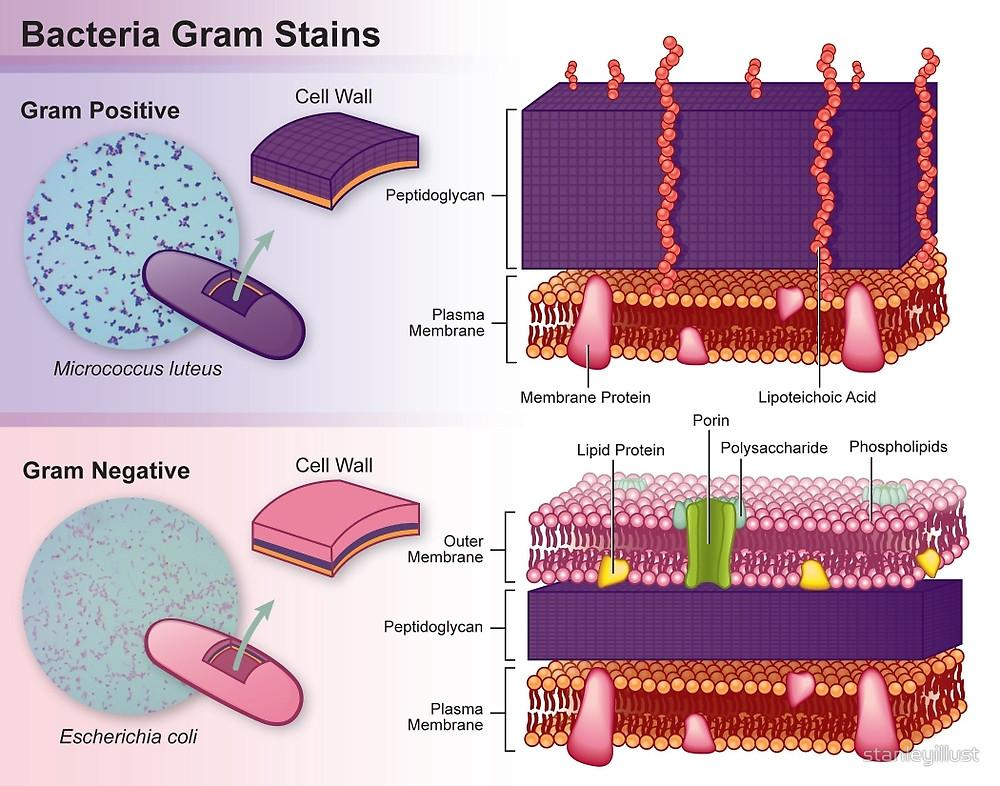 Bacteria Gram Stains
Gram Positive
Cell Wall
Micrococcus luteus
Peptidoglycan
Plasma
Membrane
Membrane Protein
Lipoteichoic Acid
Gram Negative
Cell Wall
Escherichia coli
Porin
Lipid Protein
Polysaccharide
Phospholipids
Outer
Membrane
Peptidoglycan
Plasma
Membrane
stanleyillust